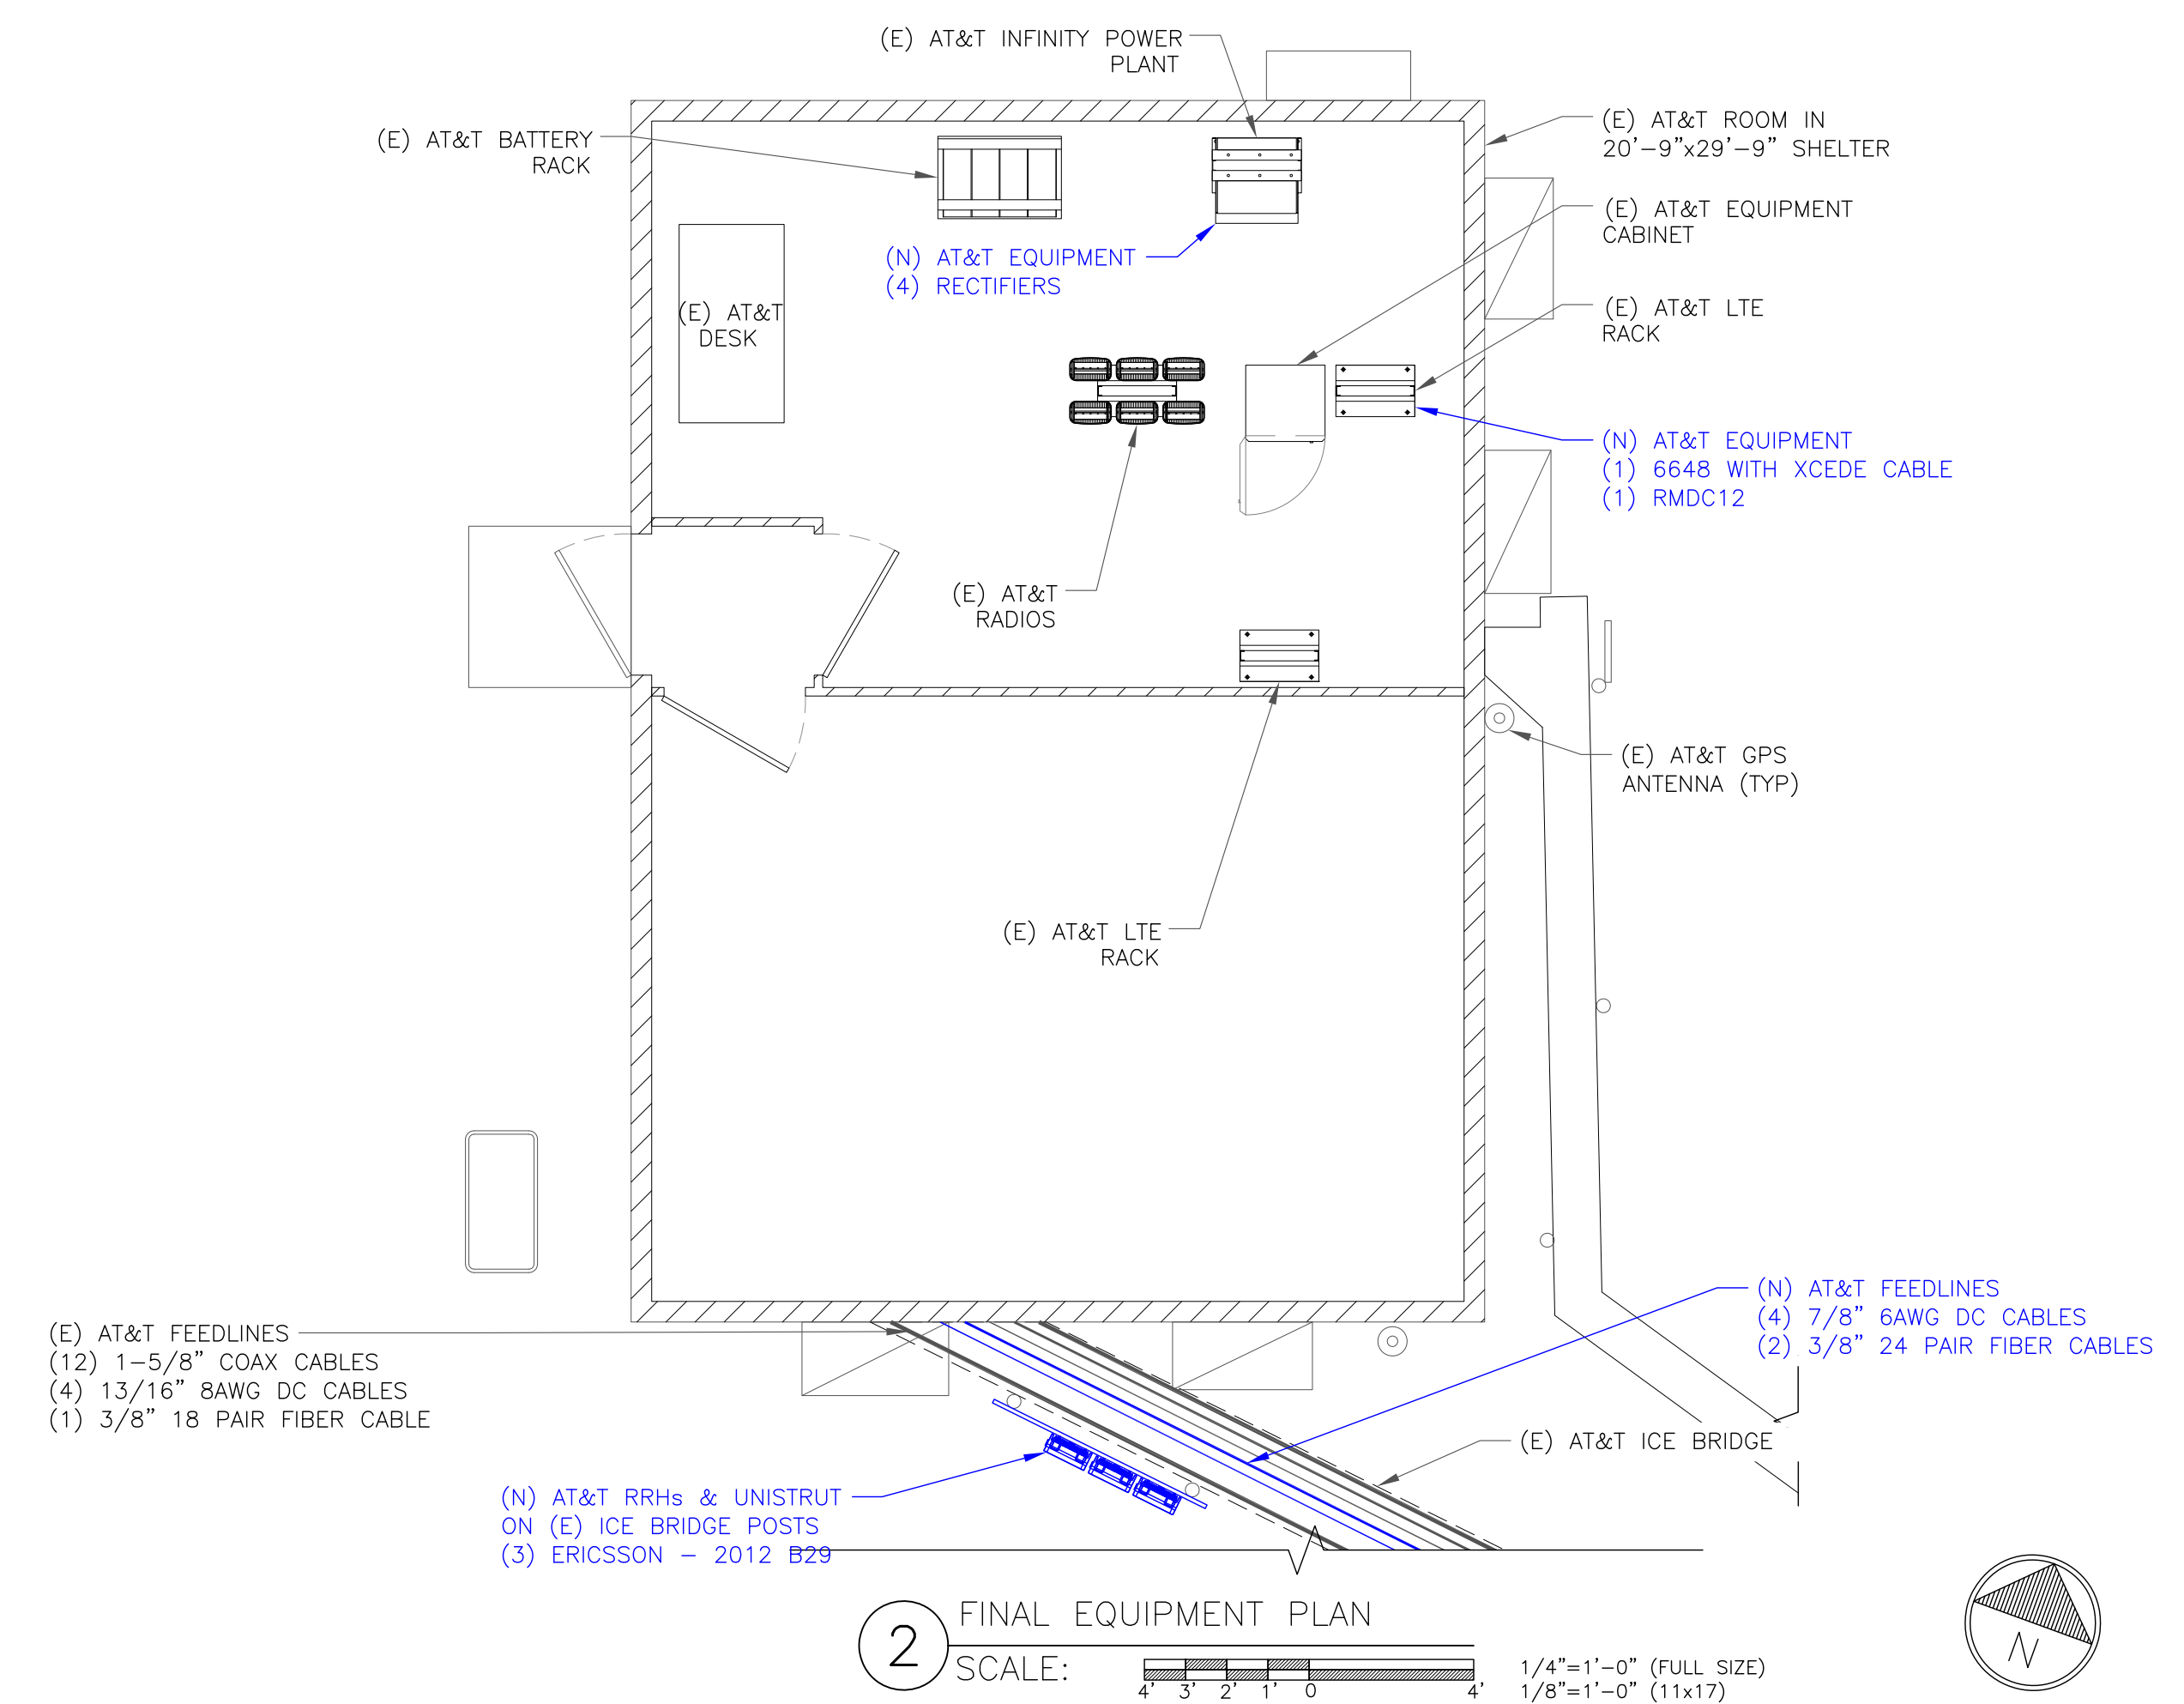 (E) AT&T INFINITY POWER
PLANT
(E) AT&T BATTERY
RACK
(E) AT&T ROOM IN
20'-9"x29'-9" SHELTER
(E) AT&T EQUIPMENT
CABINET
(N) AT&T EQUIPMENT
(4) RECTIFIERS
(E) AT&T
DESK
(E) AT&T LTE
RACK
(N) AT&T EQUIPMENT
(1) 6648 WITH XCEDE CABLE
(1) RMDC12
(E) AT&T
RADIOS
(E) AT&T GPS
ANTENNA (TYP)
(E) AT&T LTE
RACK
(E) AT&T FEEDLINES
(12) 1-5/8" COAX CABLES
(4) 13/16" 8AWG DC CABLES
(1) 3/8" 18 PAIR FIBER CABLE
(N) AT&T FEEDLINES
(4) 7/8" 6AWG DC CABLES
(2) 3/8" 24 PAIR FIBER CABLES
(E) AT&T ICE BRIDGE
(N) AT&T RRHs & UNISTRUT
ON (E) ICE BRIDGE POSTS
(3) ERICSSON - 2012 B29
2
FINAL EQUIPMENT PLAN
SCALE:
4' 3' 2' 1' 0 4'
1/4"=1'-0" (FULL SIZE)
1/8"=1'-0" (11x17)
N